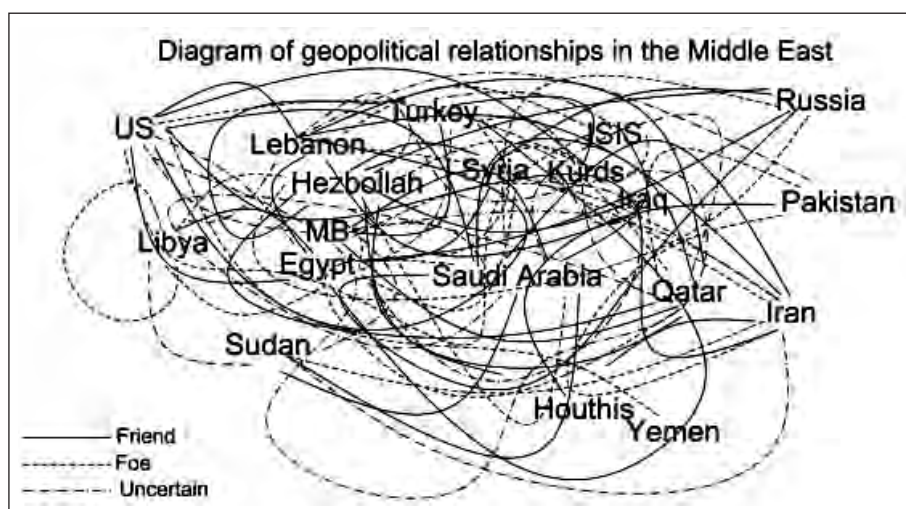 Diagram of geopolitical relationships in the Middle East
Russia
US
Turkey
ISIS
Lebanon
Syria
Kurds
Hezbollah
Iraq
Pakistan
MB
Libya
Egypt
Saudi Arabia
Qatar
Iran
Sudan
Houthis
Yemen
Friend
Foe
Uncertain